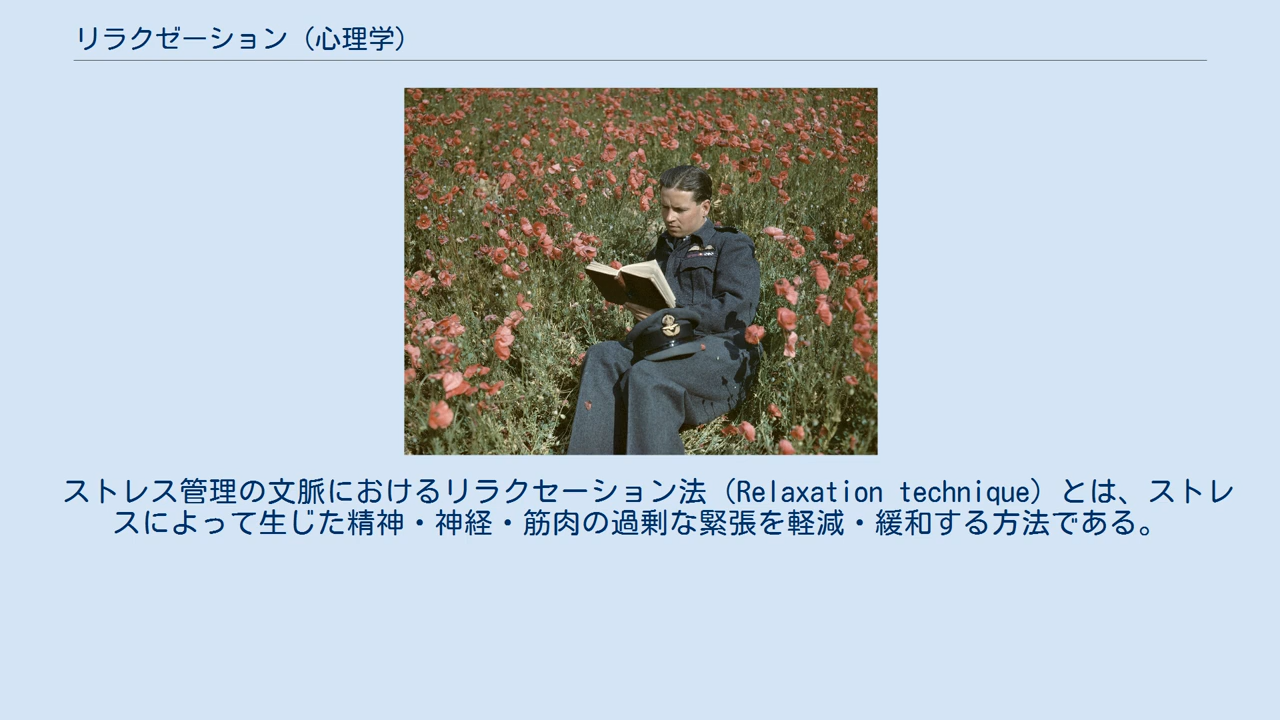 リラクゼーション（心理学）
ストレス管理の文脈におけるリラクセーション法（Relaxation technique）とは、ストレ
スによって生じた精神・神経・筋肉の過剰な緊張を軽減・緩和する方法である。